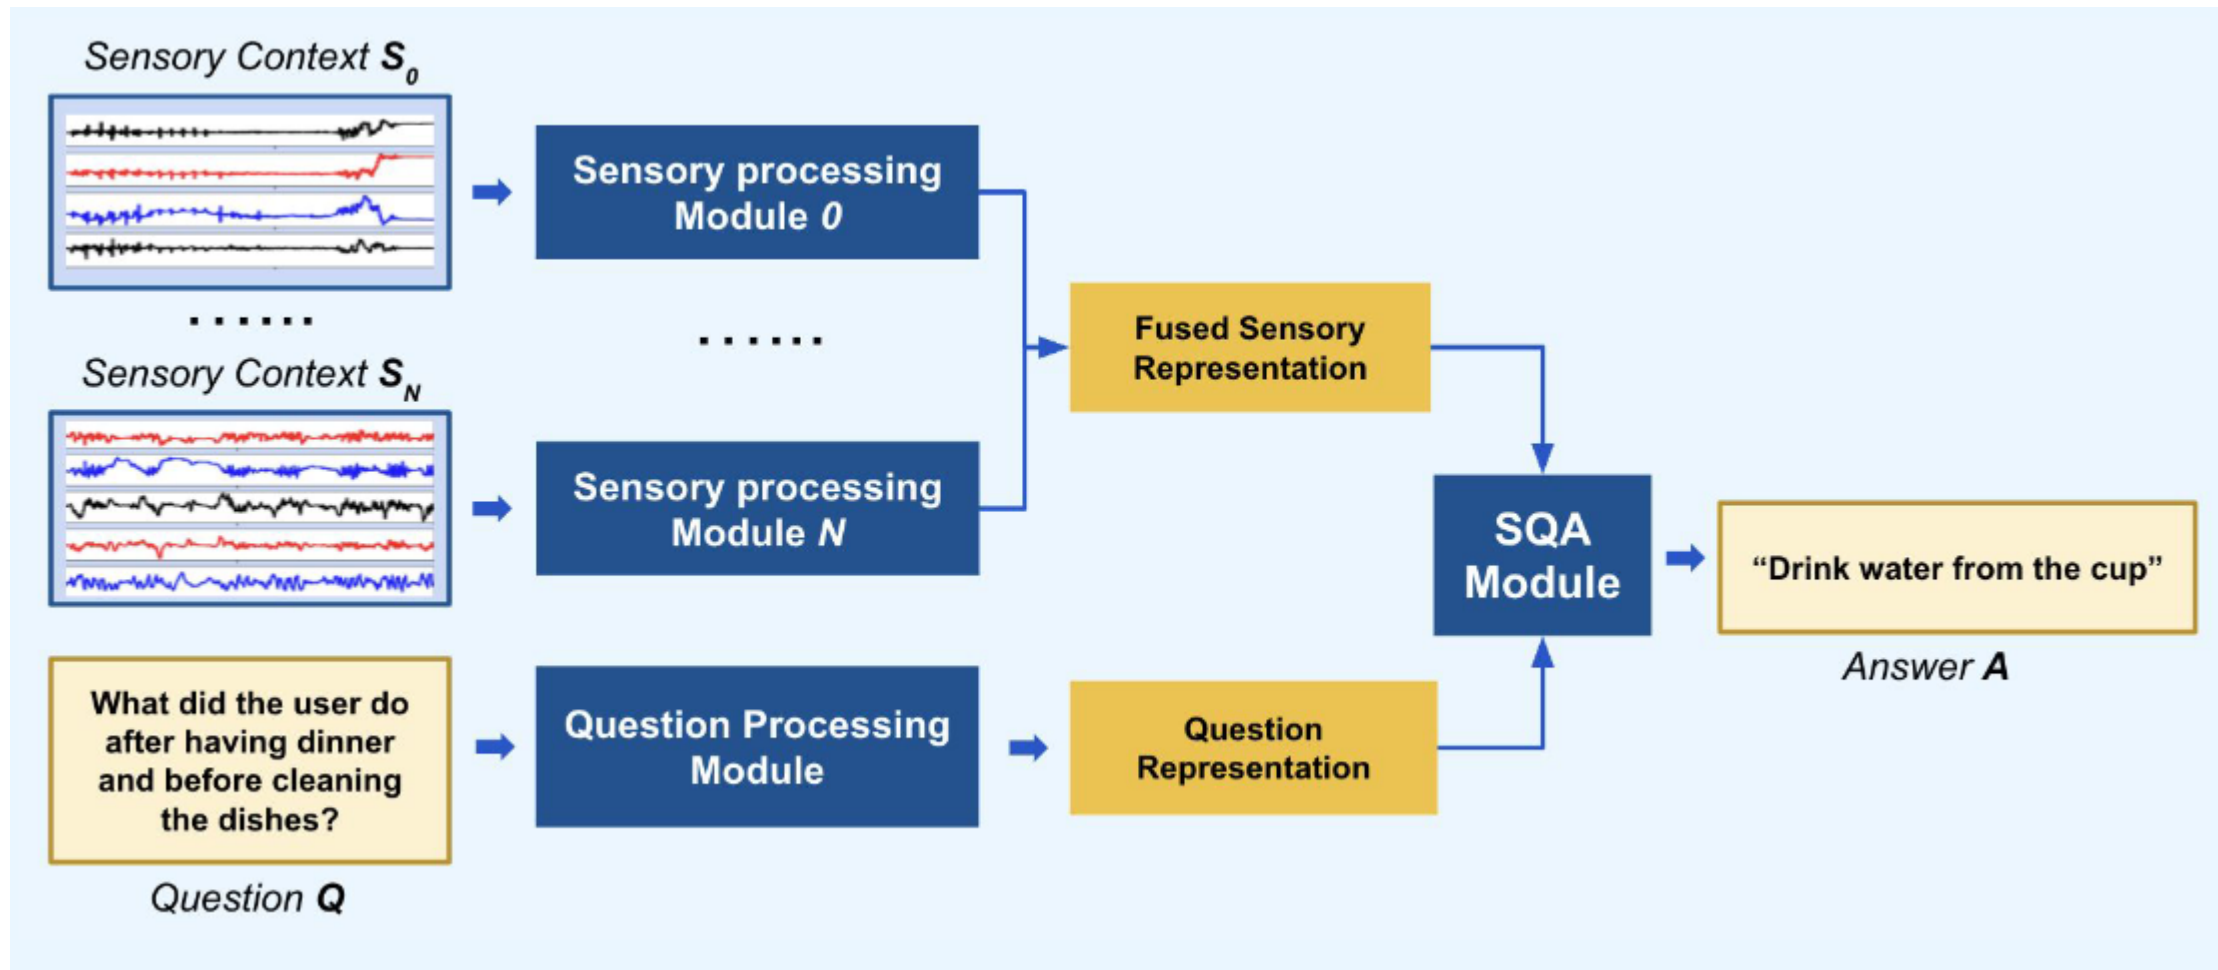 Sensory Context S0
Sensory processing
Module 0
......
......
Sensory Context SN
Sensory processing
Module N
Fused Sensory
Representation
What did the user do
after having dinner
and before cleaning
the dishes?
Question Q
Question Processing
Module
Question
Representation
SQA
Module
“Drink water from the cup”
Answer A